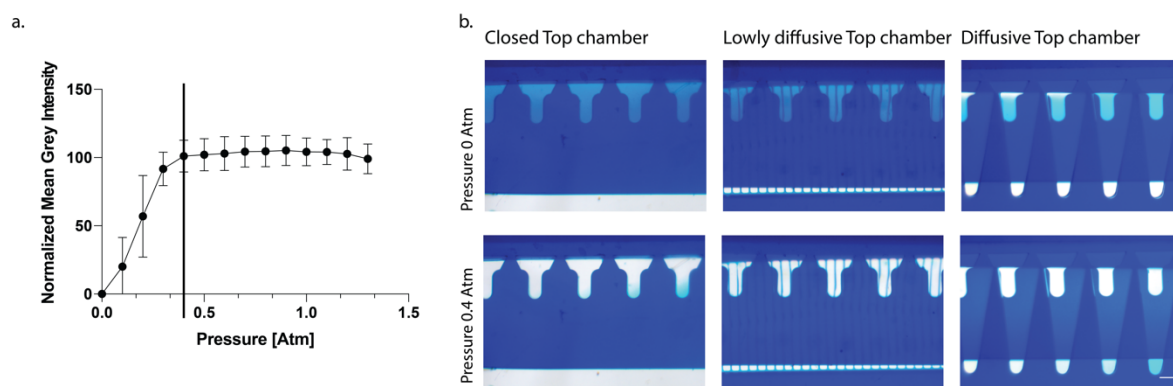 a.
Normalized Mean Grey Intensity
150
100
50
0
0.0 0.5 1.0 1.5
Pressure [Atm]
b.
Closed Top chamber Lowly diffusive Top chamber Diffusive Top chamber
Pressure 0 Atm
Pressure 0.4 Atm